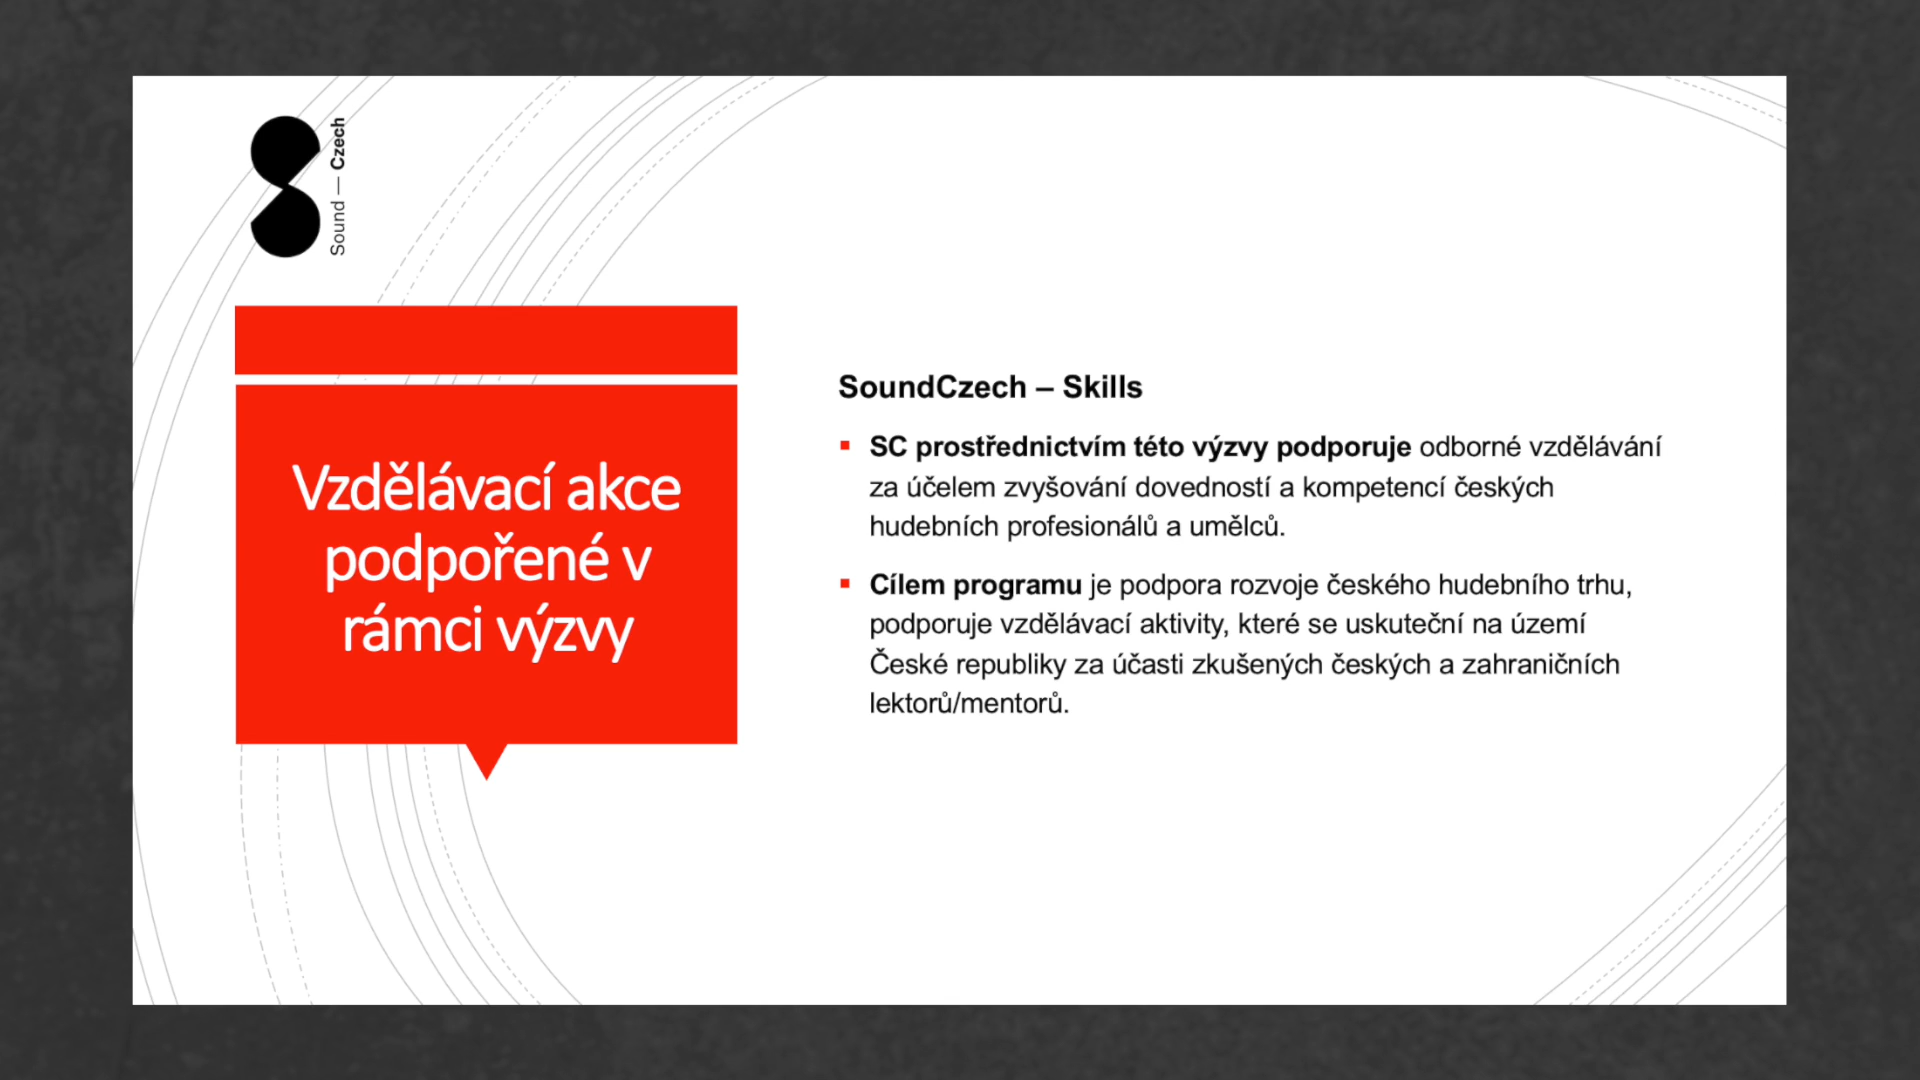 Sound — Czech
Vzdělávací akce
podpořené v
rámci výzvy
SoundCzech – Skills
▪ SC prostřednictvím této výzvy podporuje odborné vzdělávání
za účelem zvyšování dovedností a kompetencí českých
hudebních profesionálů a umělců.
▪ Cílem programu je podpora rozvoje českého hudebního trhu,
podporuje vzdělávací aktivity, které se uskuteční na území
České republiky za účasti zkušených českých a zahraničních
lektorů/mentorů.